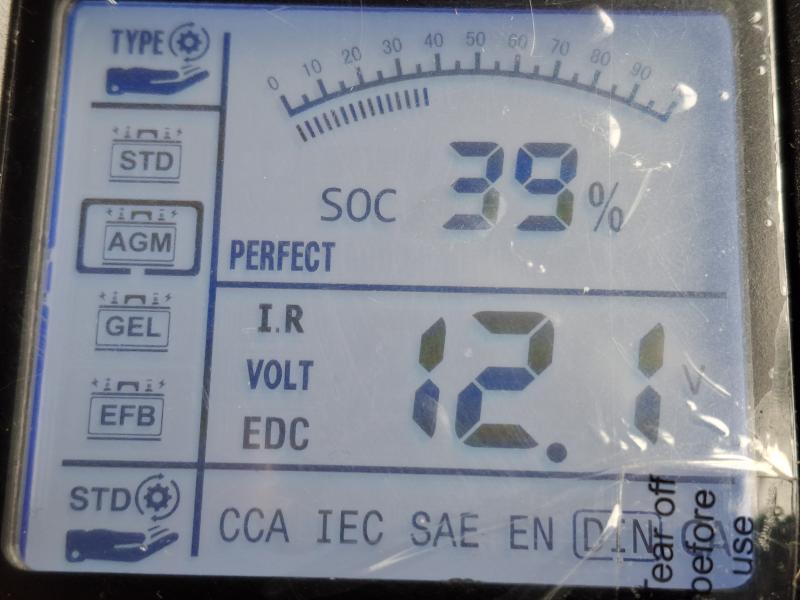 TYPE
0 10 20 30 40 50 60 70 80 90
STD
SOC 39 %
AGM
PERFECT
GEL
I.R
VOLT 12.1 V
EFB
EDC
STD
CCA IEC SAE EN DIN
Tear off
before
use